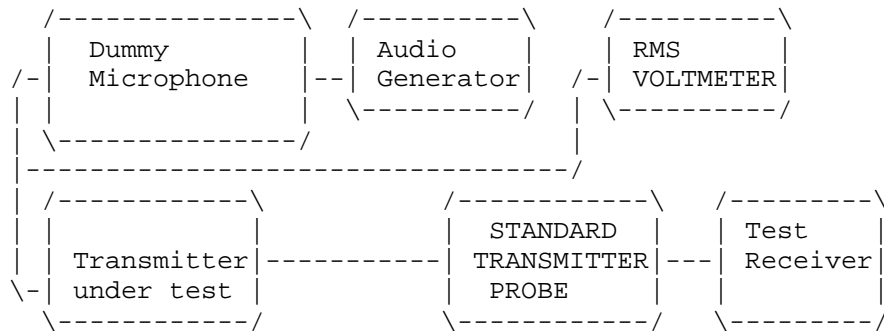 Dummy
Microphone
Audio
Generator
RMS
VOLTMETER
Transmitter
under test
STANDARD
TRANSMITTER
PROBE
Test
Receiver